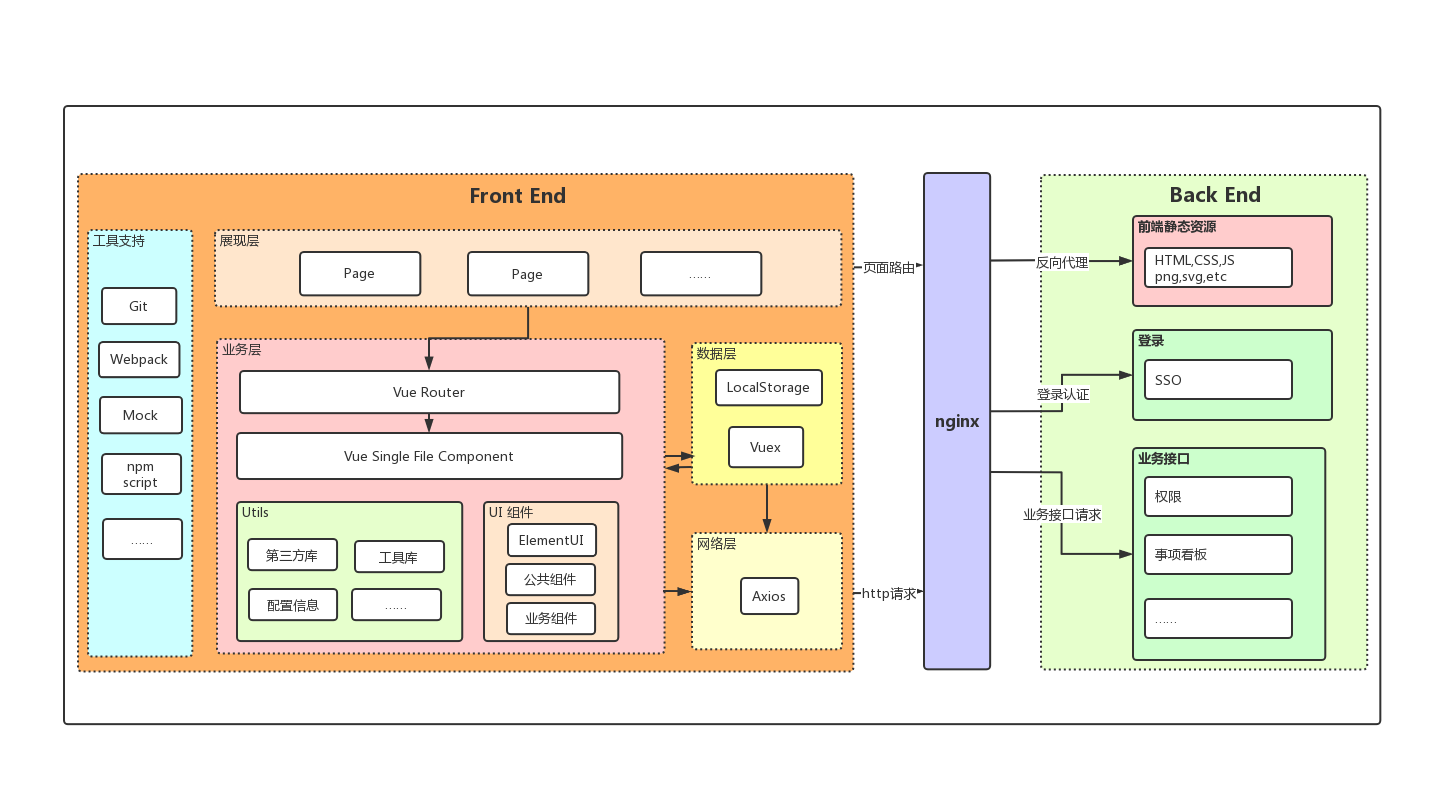 Front End
工具支持
Git
Webpack
Mock
npm
script
……
展现层
Page
Page
……
业务层
Vue Router
Vue Single File Component
Utils
第三方库
工具库
配置信息
……
UI 组件
ElementUI
公共组件
业务组件
数据层
LocalStorage
Vuex
网络层
Axios
页面路由
http请求
nginx
反向代理
登录认证
业务接口请求
Back End
前端静态资源
HTML,CSS,JS
png,svg,etc
登录
SSO
业务接口
权限
事项看板
……